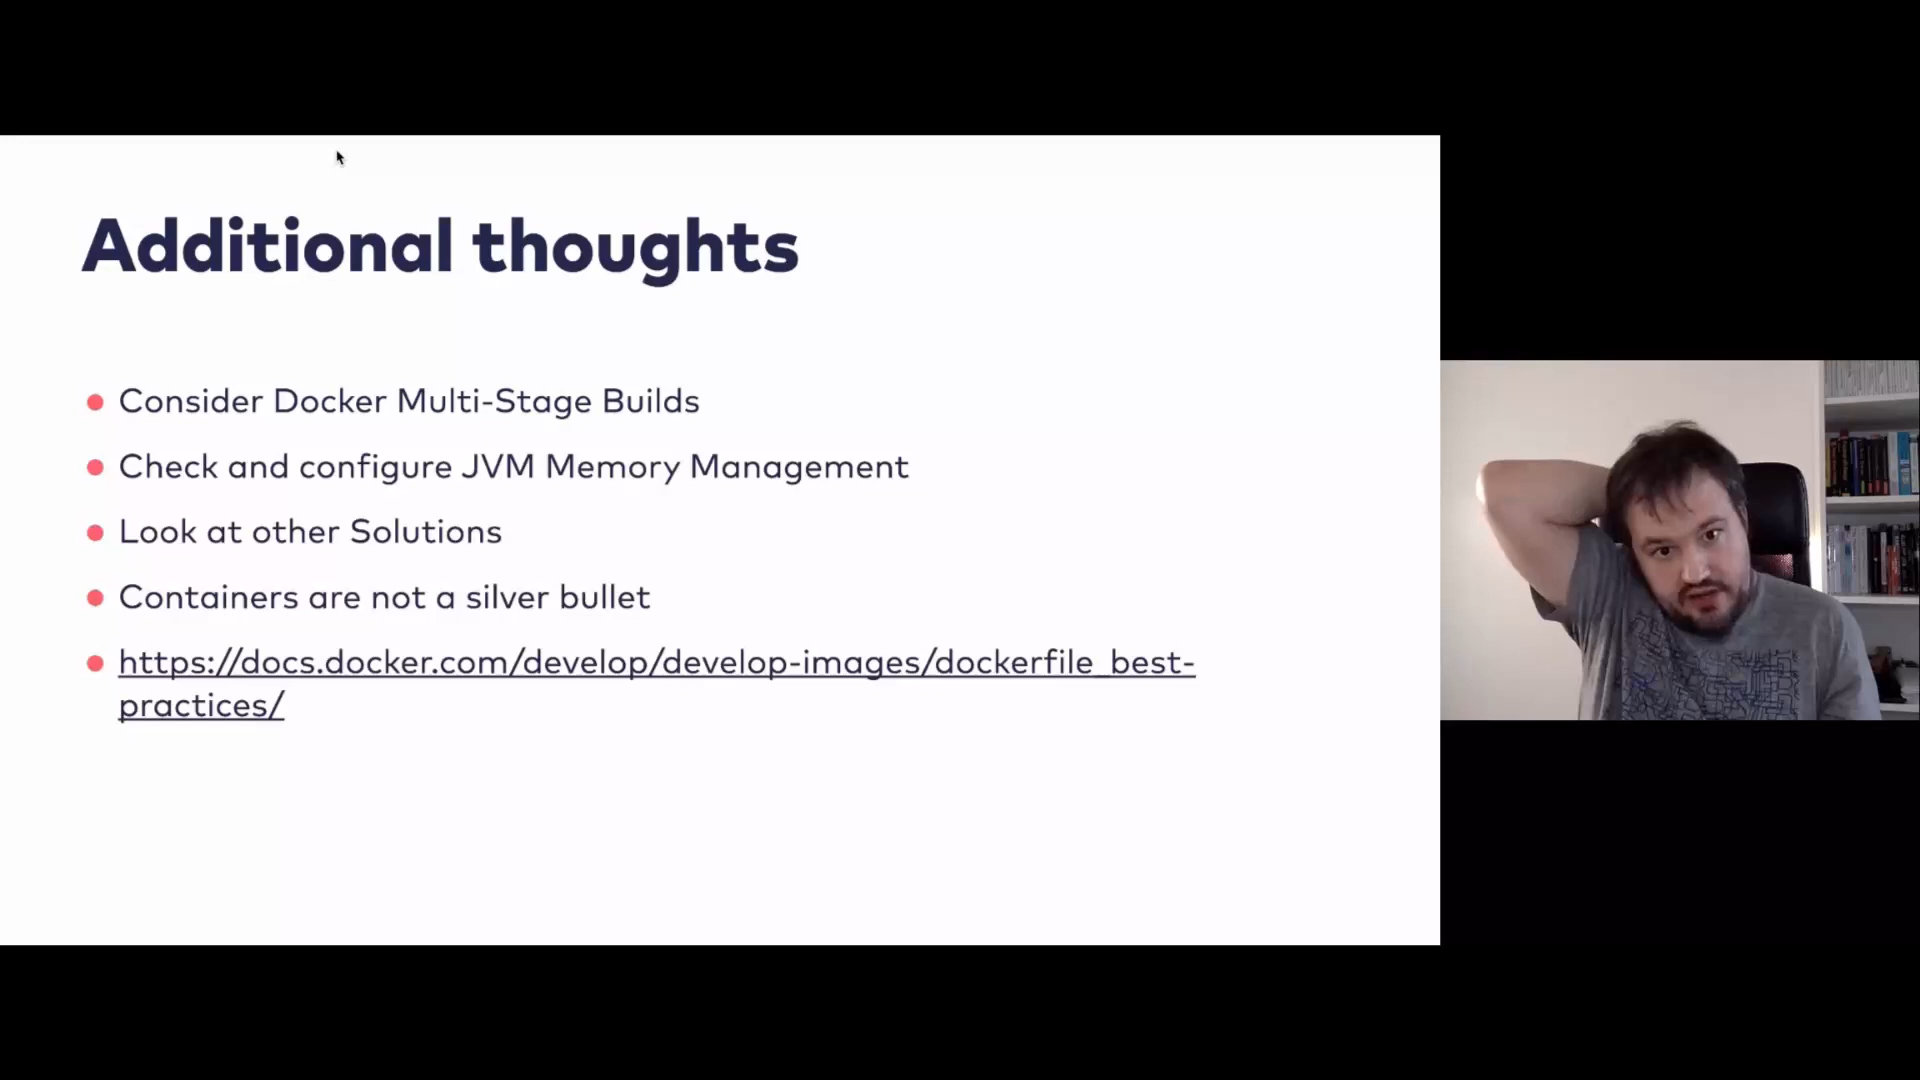 Additional thoughts
Consider Docker Multi-Stage Builds
Check and configure JVM Memory Management
Look at other Solutions
Containers are not a silver bullet
https://docs.docker.com/develop/develop-images/dockerfile_best-
practices/